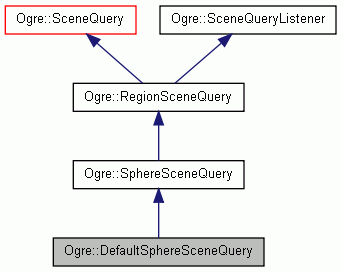 Ogre::SceneQuery
Ogre::SceneQueryListener
Ogre::RegionSceneQuery
Ogre::SphereSceneQuery
Ogre::DefaultSphereSceneQuery